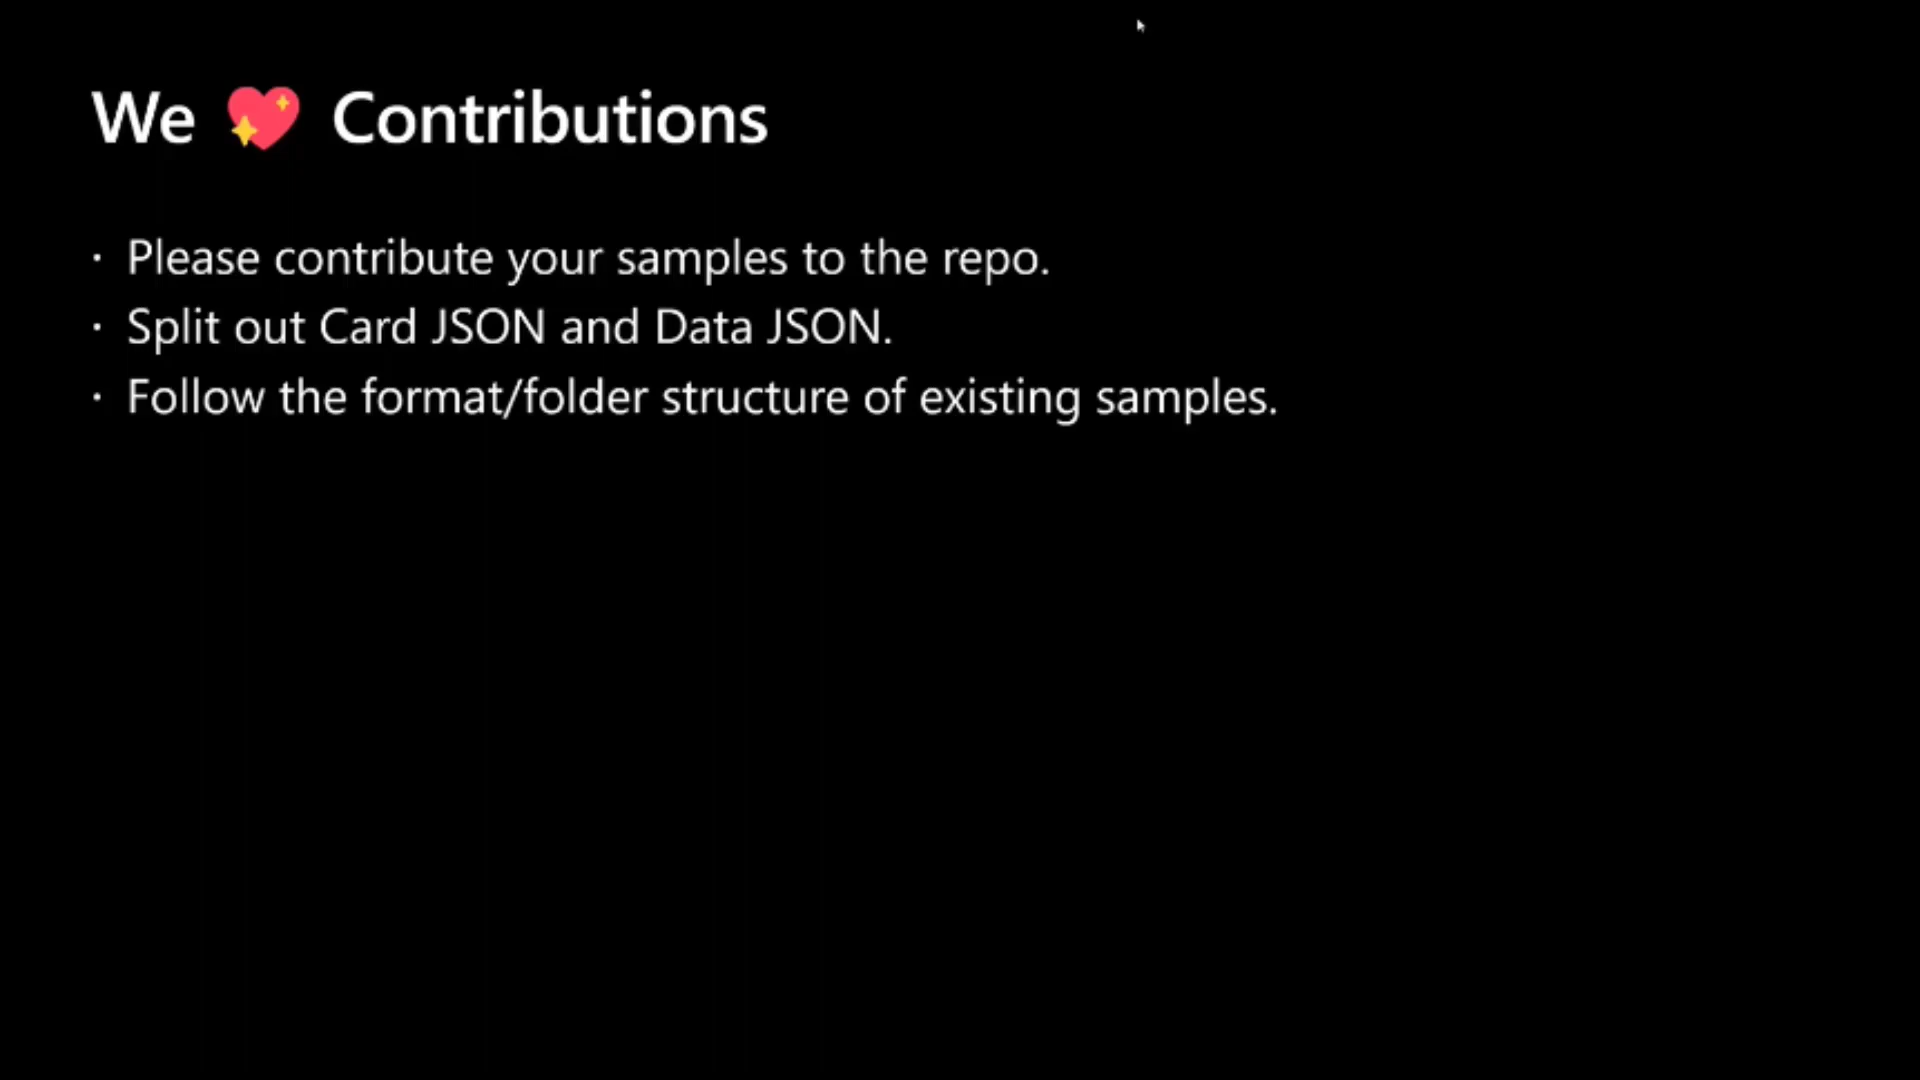 We 💖 Contributions
· Please contribute your samples to the repo.
· Split out Card JSON and Data JSON.
· Follow the format/folder structure of existing samples.